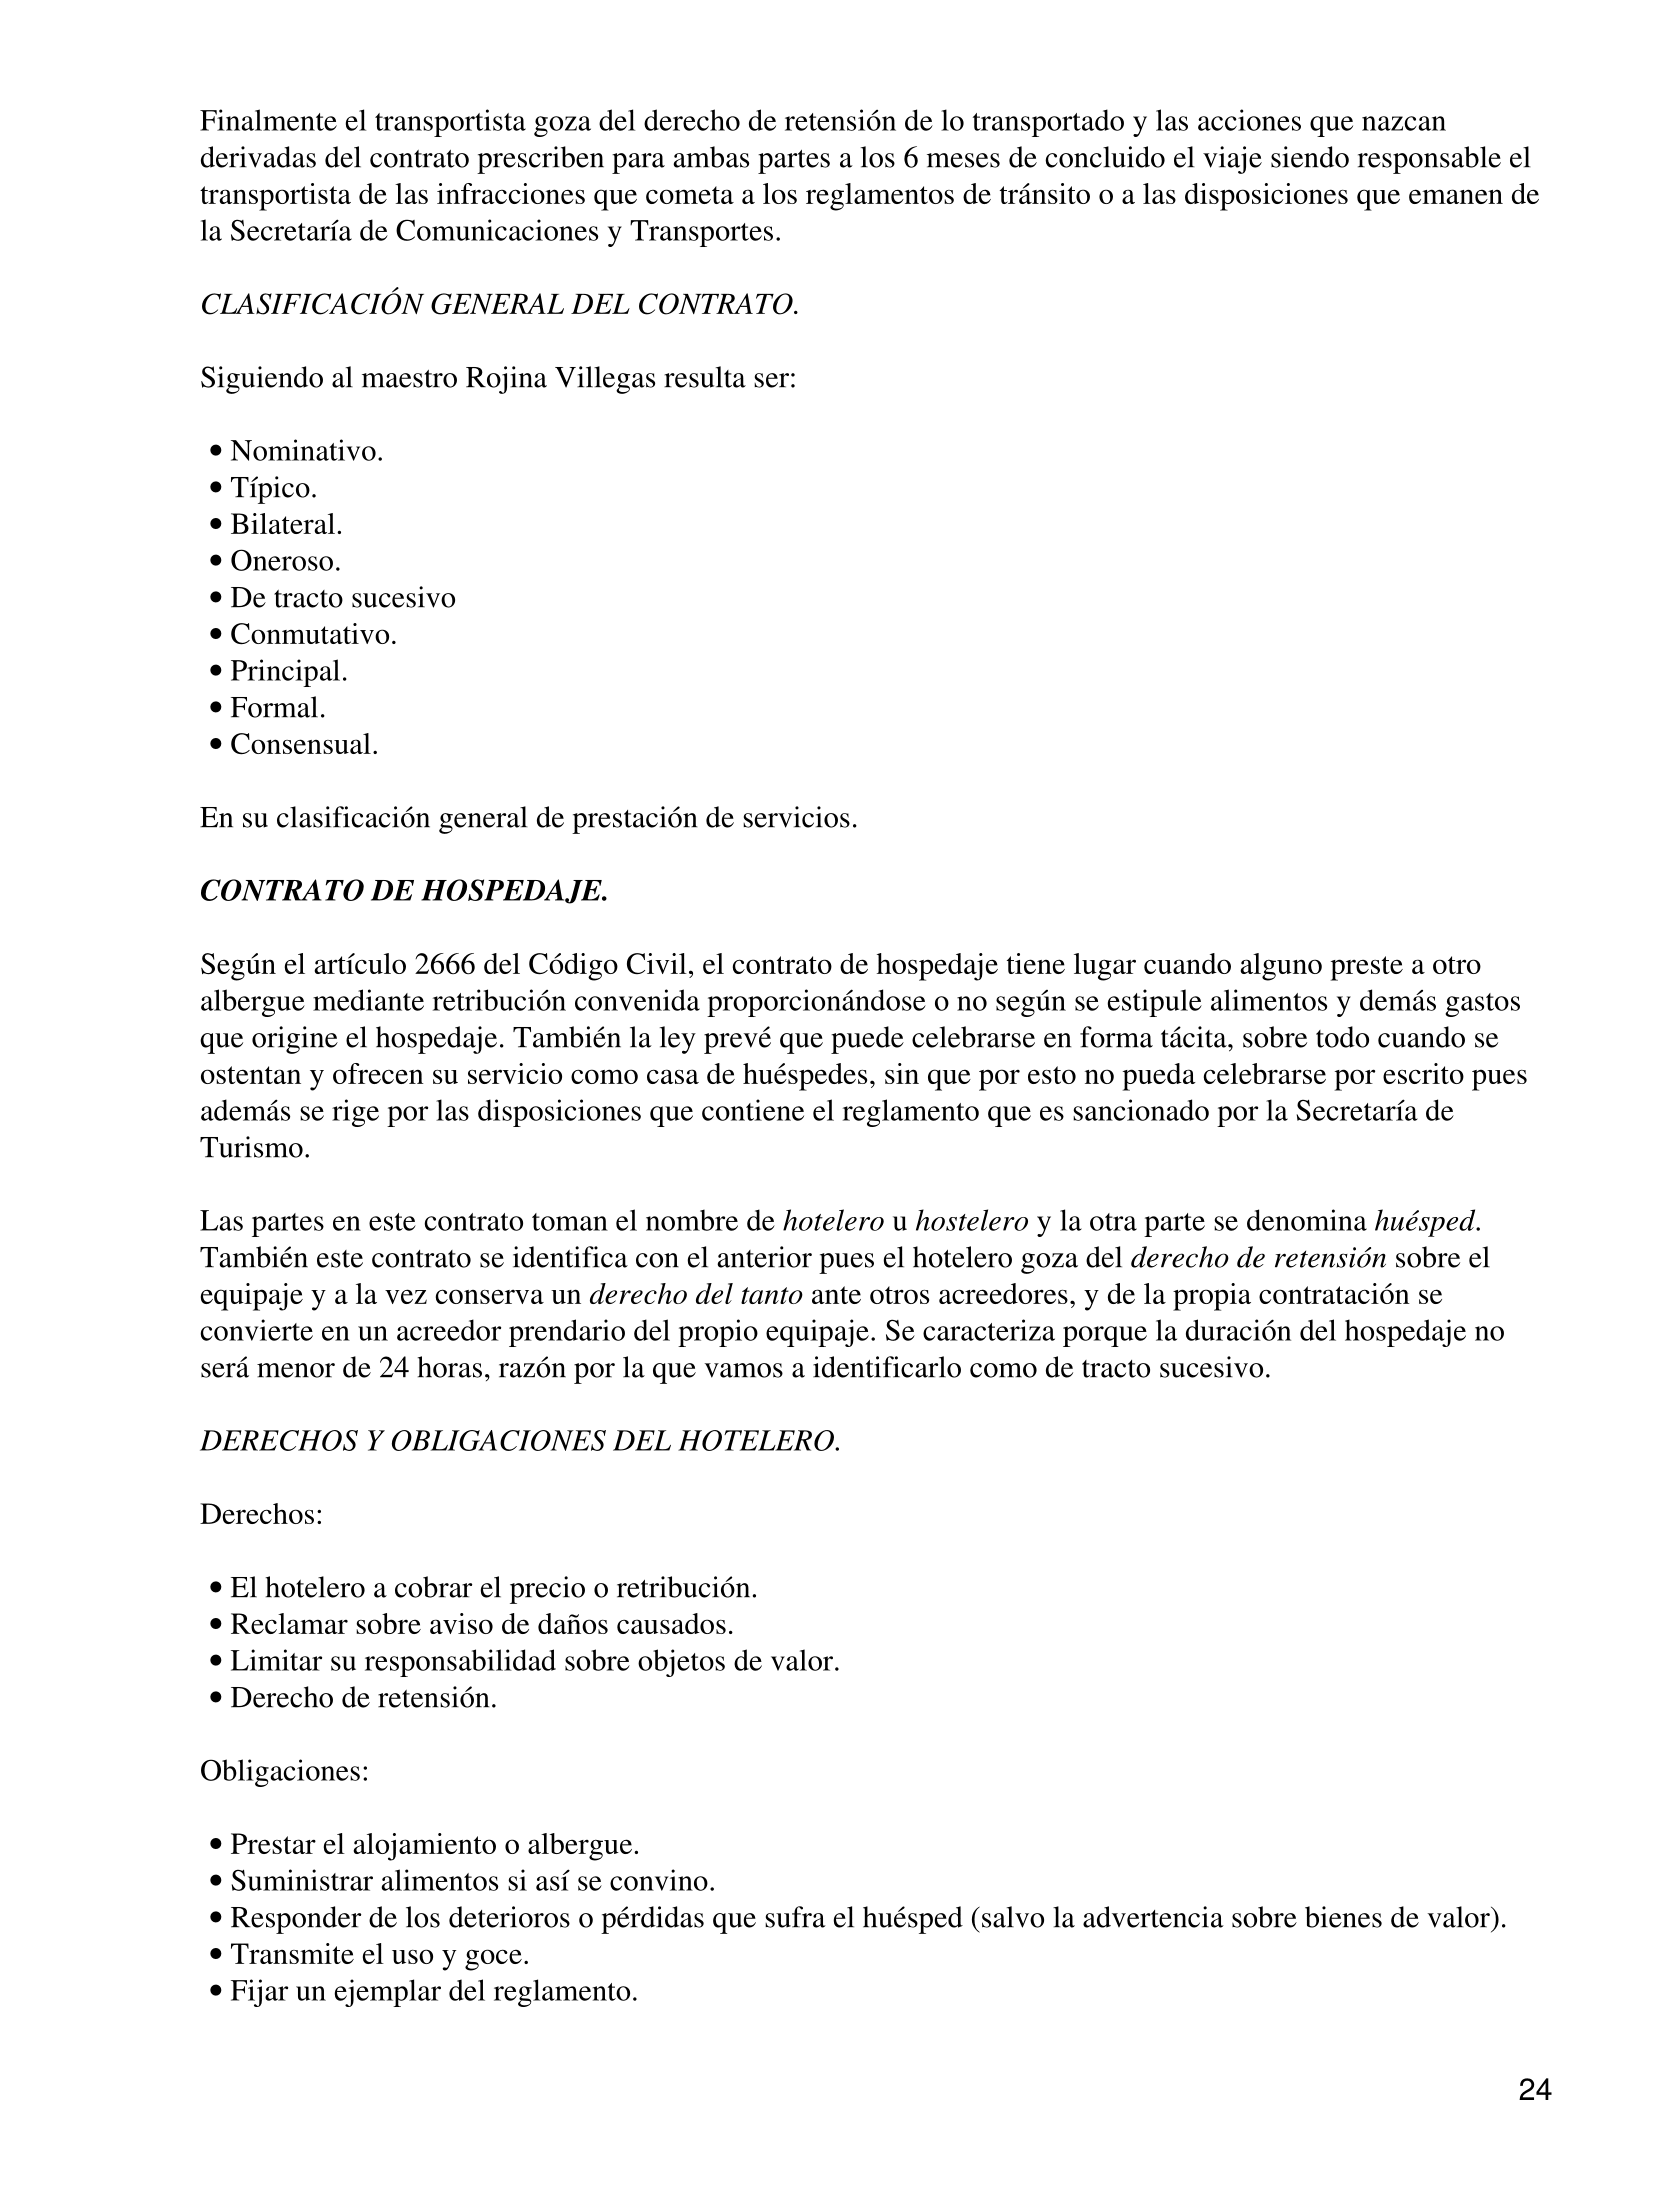 Finalmente el transportista goza del derecho de retensión de lo transportado y las acciones que nazcan
derivadas del contrato prescriben para ambas partes a los 6 meses de concluido el viaje siendo responsable el
transportista de las infracciones que cometa a los reglamentos de tránsito o a las disposiciones que emanen de
la Secretaría de Comunicaciones y Transportes.
CLASIFICACIÓN GENERAL DEL CONTRATO.
Siguiendo al maestro Rojina Villegas resulta ser:
• Nominativo.
• Típico.
• Bilateral.
• Oneroso.
• De tracto sucesivo
• Conmutativo.
• Principal.
• Formal.
• Consensual.
En su clasificación general de prestación de servicios.
CONTRATO DE HOSPEDAJE.
Según el artículo 2666 del Código Civil, el contrato de hospedaje tiene lugar cuando alguno preste a otro
albergue mediante retribución convenida proporcionándose o no según se estipule alimentos y demás gastos
que origine el hospedaje. También la ley prevé que puede celebrarse en forma tácita, sobre todo cuando se
ostentan y ofrecen su servicio como casa de huéspedes, sin que por esto no pueda celebrarse por escrito pues
además se rige por las disposiciones que contiene el reglamento que es sancionado por la Secretaría de
Turismo.
Las partes en este contrato toman el nombre de hotelero u hostelero y la otra parte se denomina huésped.
También este contrato se identifica con el anterior pues el hotelero goza del derecho de retensión sobre el
equipaje y a la vez conserva un derecho del tanto ante otros acreedores, y de la propia contratación se
convierte en un acreedor prendario del propio equipaje. Se caracteriza porque la duración del hospedaje no
será menor de 24 horas, razón por la que vamos a identificarlo como de tracto sucesivo.
DERECHOS Y OBLIGACIONES DEL HOTELERO.
Derechos:
• El hotelero a cobrar el precio o retribución.
• Reclamar sobre aviso de daños causados.
• Limitar su responsabilidad sobre objetos de valor.
• Derecho de retensión.
Obligaciones:
• Prestar el alojamiento o albergue.
• Suministrar alimentos si así se convino.
• Responder de los deterioros o pérdidas que sufra el huésped (salvo la advertencia sobre bienes de valor).
• Transmite el uso y goce.
• Fijar un ejemplar del reglamento.
24